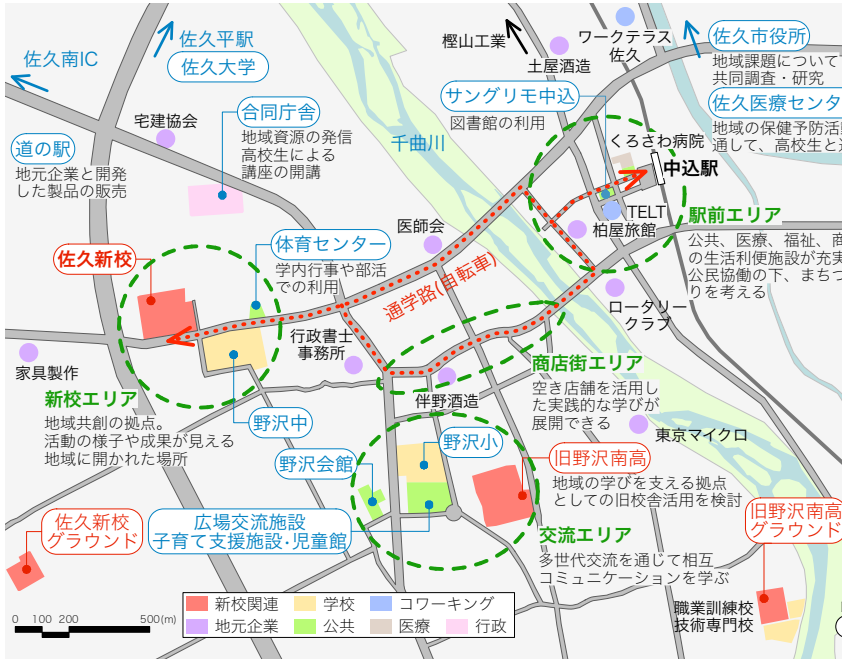 佐久南IC
佐久平駅
佐久大学
樫山工業
土屋酒造
ワークテラス
佐久
佐久市役所
地域課題について
共同調査・研究
佐久医療センタ
地域の保健予防活
通して、高校生と
宅建協会
合同庁舎
地域資源の発信
高校生による
講座の開講
サングリモ中込
図書館の利用
千曲川
くろさわ病院
中込駅
道の駅
地元企業と開発
した製品の販売
TELT
柏屋旅館
駅前エリア
公共、医療、福祉、商
の生活利便施設が充実
公民協働の下、まちづ
りを考える
医師会
佐久新校
体育センター
学内行事や部活
での利用
通学路(自転車)
ロータリー
クラブ
行政書士
事務所
家具製作
新校エリア
地域共創の拠点。
活動の様子や成果が見える
地域に開かれた場所
伴野酒造
商店街エリア
空き店舗を活用し
た実践的な学びが
展開できる
野沢中
野沢会館
野沢小
東京マイクロ
旧野沢南高
地域の学びを支える拠点
としての旧校舎活用を検討
佐久新校
グラウンド
広場交流施設
子育て支援施設・児童館
交流エリア
多世代交流を通じて相互
コミュニケーションを学ぶ
旧野沢南高
グラウンド
職業訓練校
技術専門校
0 100 200 500(m)
新校関連 学校 コワーキング
地元企業 公共 医療 行政